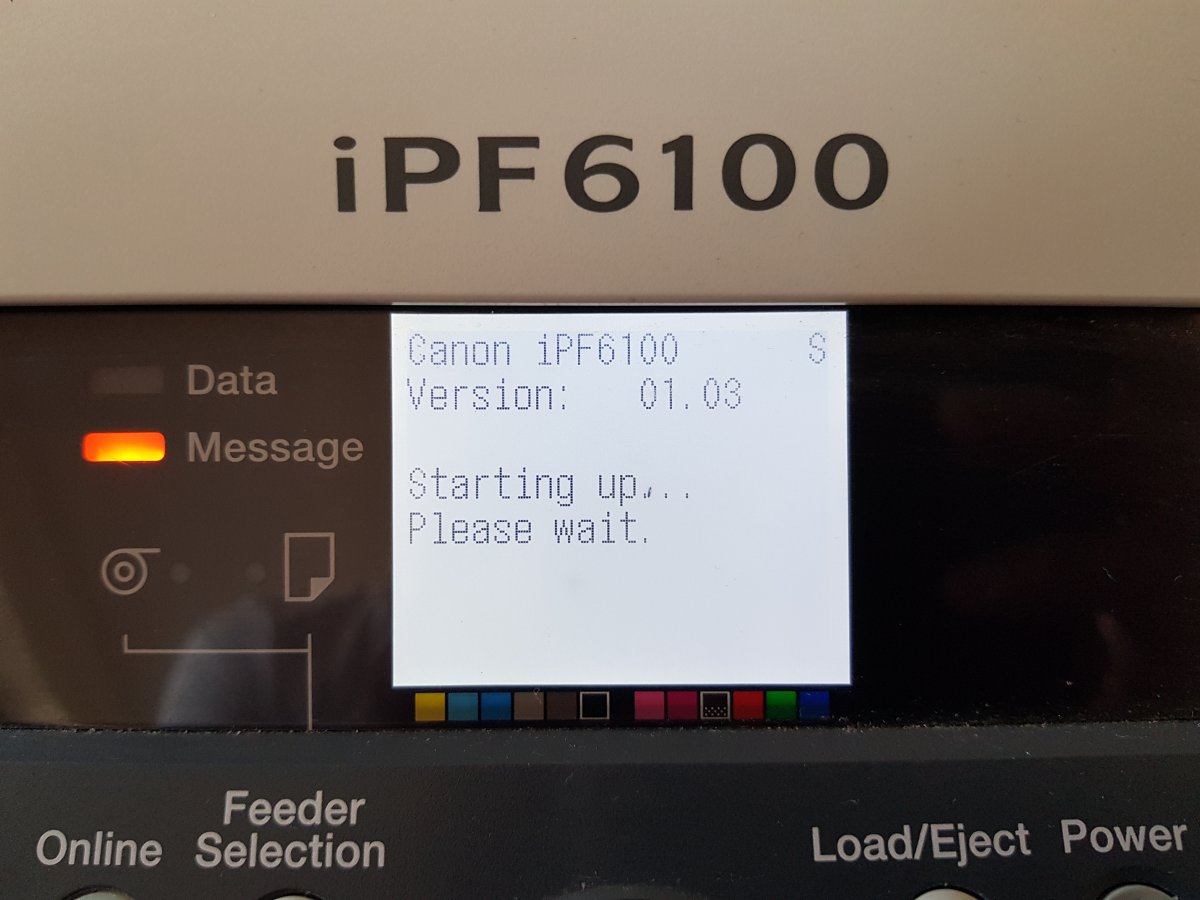 iPF6100
Canon iPF6100 S
Version: 01.03
Data
Message
Starting up...
Please wait.
Feeder
Online Selection
Load/Eject Power